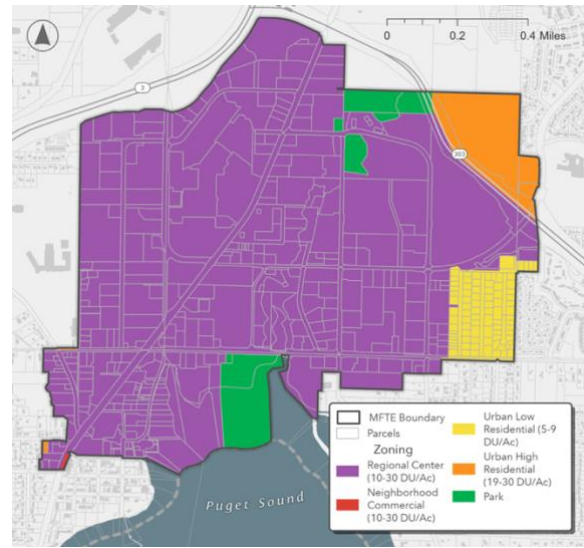 0 0.2 0.4 Miles
3
303
MFTE Boundary
Parcels
Zoning
Regional Center
(10-30 DU/Ac)
Neighborhood
Commercial
(10-30 DU/Ac)
Urban Low
Residential (5-9
DU/Ac)
Urban High
Residential
(19-30 DU/Ac)
Park
Puget Sound